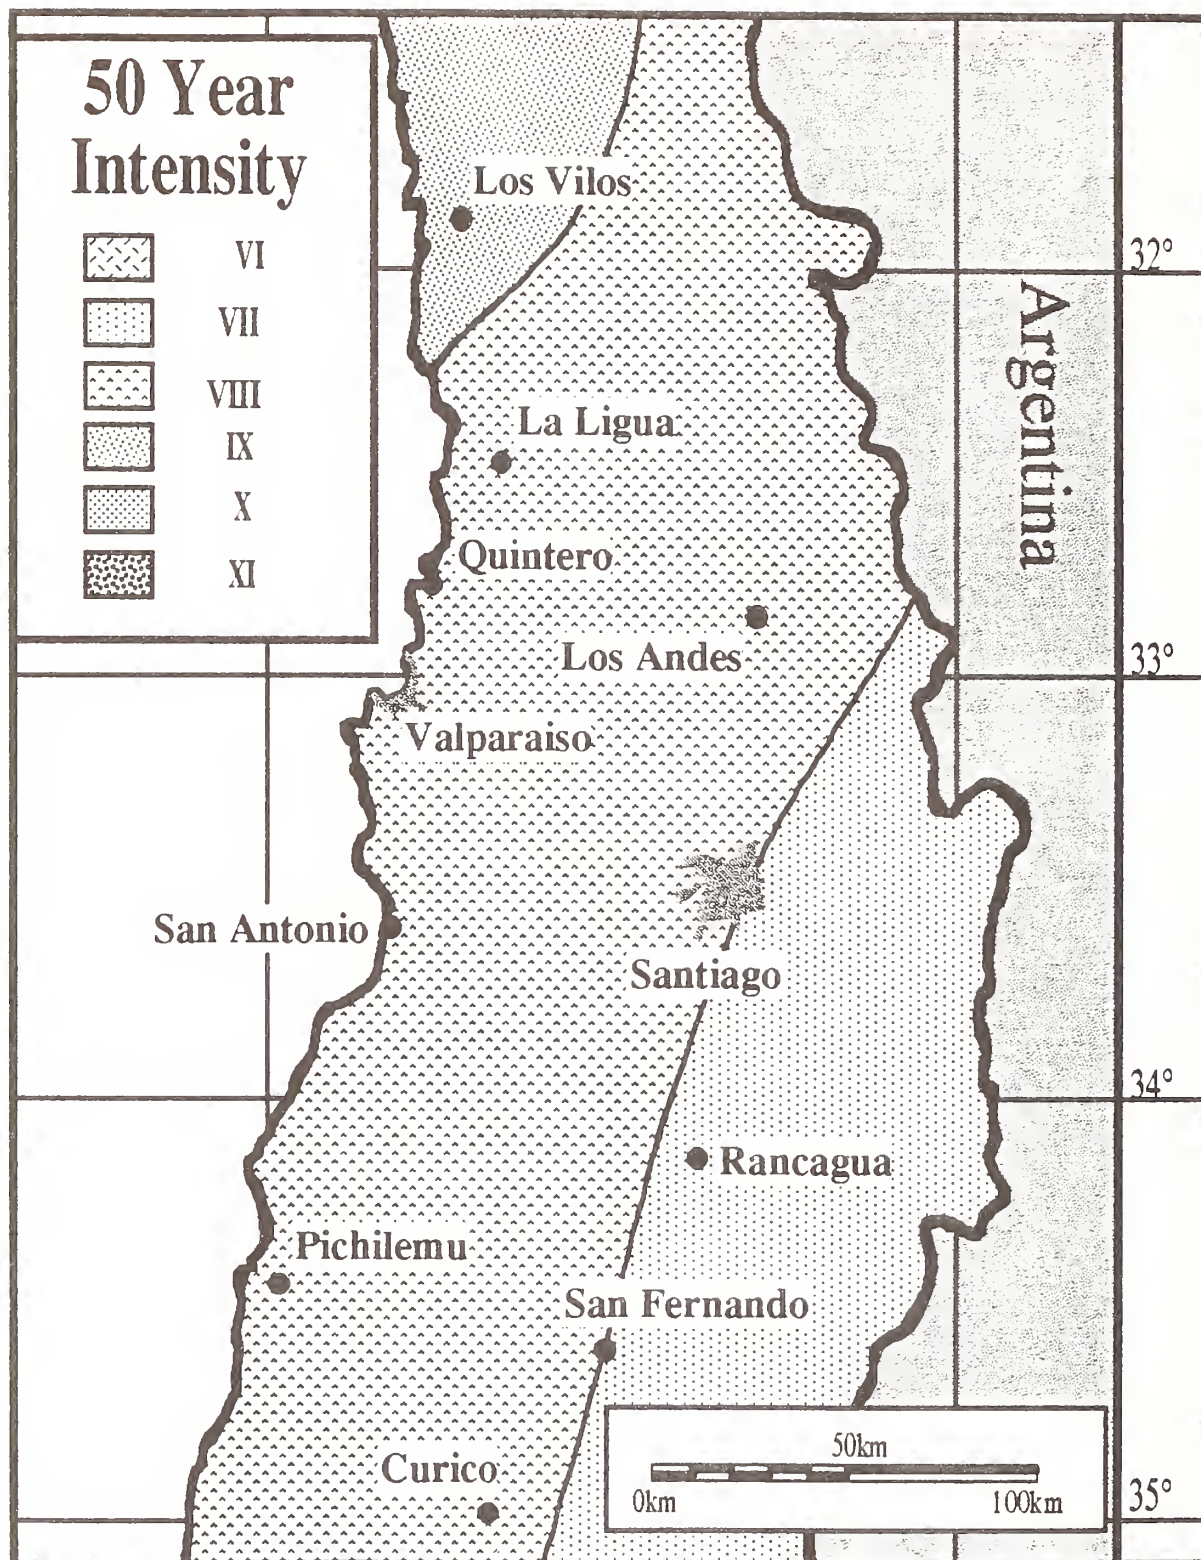 50 Year
Intensity
VI
VII
VIII
IX
X
XI
Los Vilos
32°
Argentina
La Ligua
Quintero
Los Andes
33°
Valparaiso
San Antonio
Santiago
34°
Rancagua
Pichilemu
San Fernando
50km
Curico
0km 100km
35°